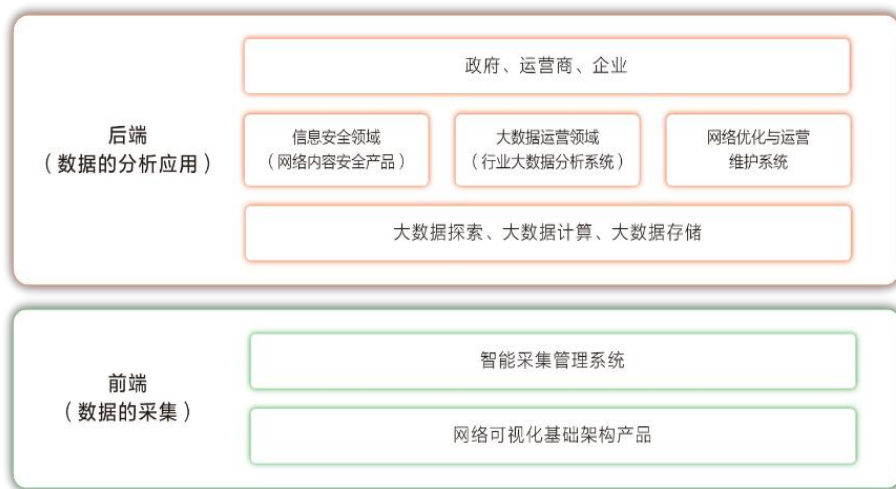 政府、运营商、企业
后端
（数据的分析应用）
信息安全领域
（网络内容安全产品）
大数据运营领域
（行业大数据分析系统）
网络优化与运营
维护系统
大数据探索、大数据计算、大数据存储
智能采集管理系统
前端
（数据的采集）
网络可视化基础架构产品